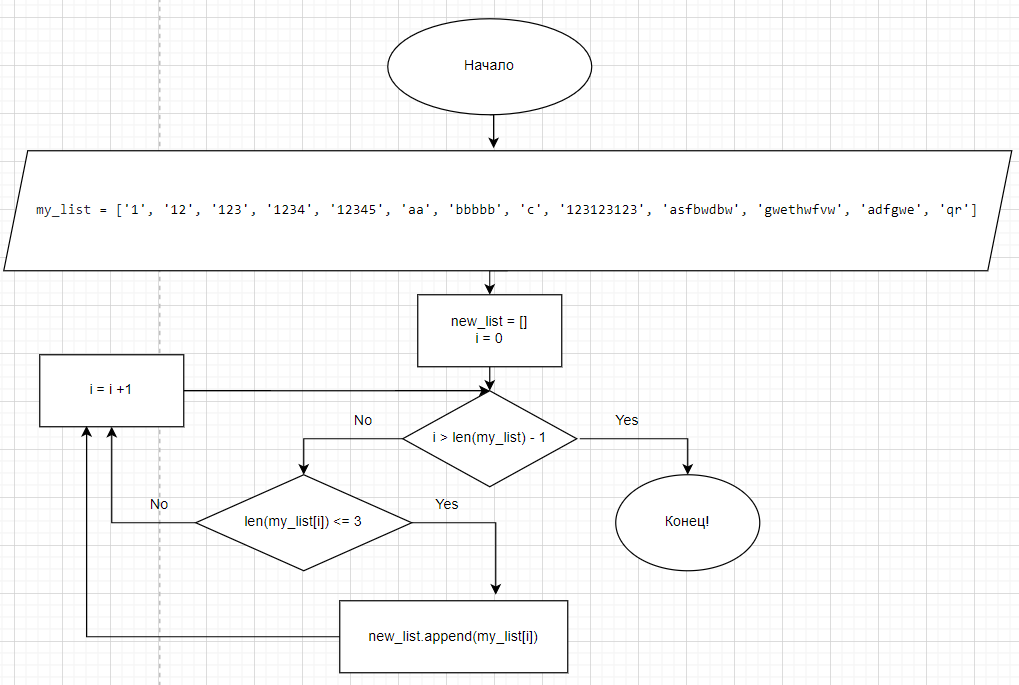 Начало
my_list = ['1', '12', '123', '1234', '12345', 'aa', 'bbbbb', 'c', '123123123', 'asfbwdbw', 'gwethwfvw', 'adfgwe', 'qr']
new_list = []
i = 0
i = i +1
No
i > len(my_list) - 1
Yes
No
len(my_list[i]) <= 3
Yes
Конец!
new_list.append(my_list[i])